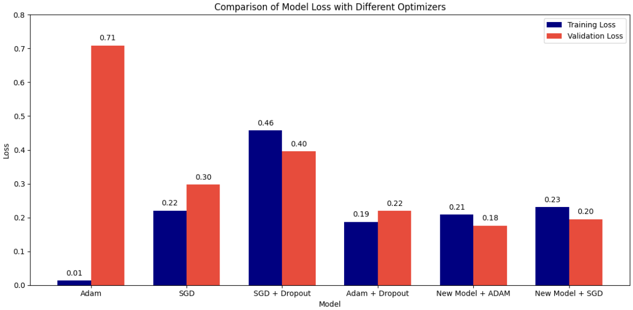 Comparison of Model Loss with Different Optimizers
Training Loss
Validation Loss
Loss
0.8
0.7
0.6
0.5
0.4
0.3
0.2
0.1
0.0
0.01
0.71
0.22
0.30
0.46
0.40
0.19
0.22
0.21
0.18
0.23
0.20
Adam
SGD
SGD + Dropout
Adam + Dropout
New Model + ADAM
New Model + SGD
Model